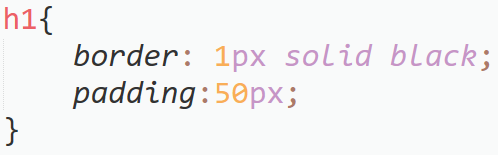 h1{
    border: 1px solid black;
    padding:50px;
}